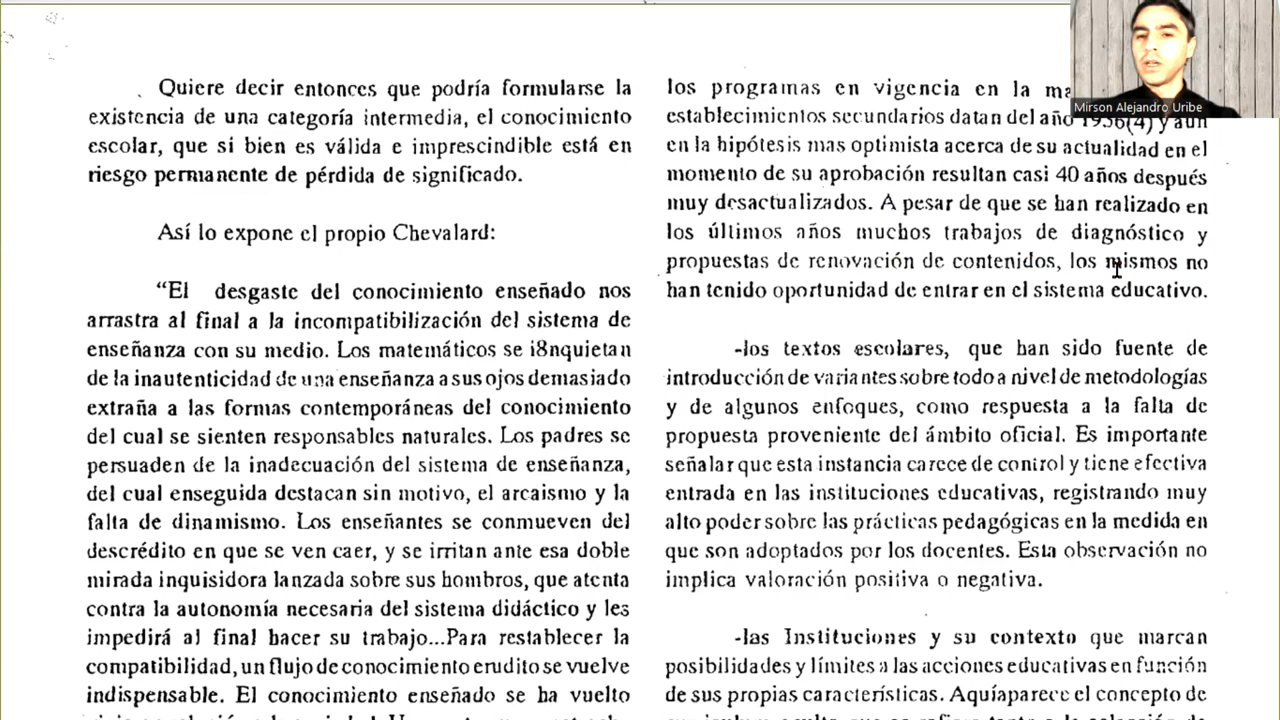 Quiere decir entonces que podría formularse la
existencia de una categoría intermedia, el conocimiento
escolar, que si bien es válida e imprescindible está en
riesgo permanente de pérdida de significado.
Así lo expone el propio Chevalard:
“El desgaste del conocimiento enseñado nos
arrastra al final a la incompatibilización del sistema de
enseñanza con su medio. Los matemáticos se i8nquietan
de la inautenticidad de una enseñanza a sus ojos demasiado
extraña a las formas contemporáneas del conocimiento
del cual se sienten responsables naturales. Los padres se
persuaden de la inadecuación del sistema de enseñanza,
del cual enseguida destacan sin motivo, el arcaismo y la
falta de dinamismo. Los enseñantes se conmueven del
descrédito en que se ven caer, y se irritan ante esa doble
mirada inquisidora lanzada sobre sus hombros, que atenta
contra la autonomía necesaria del sistema didáctico y les
impedirá al final hacer su trabajo...Para restablecer la
compatibilidad, un flujo de conocimiento erudito se vuelve
indispensable. El conocimiento enseñado se ha vuelto
los programas en vigencia en la
establecimientos secundarios datan del año 1956(4) y aún
en la hipótesis mas optimista acerca de su actualidad en el
momento de su aprobación resultan casi 40 años después
muy desactualizados. A pesar de que se han realizado en
los últimos años muchos trabajos de diagnóstico y
propuestas de renovación de contenidos, los mismos no
han tenido oportunidad de entrar en el sistema educativo.
-los textos escolares, que han sido fuente de
introducción de variantes sobre todo a nivel de metodologías
y de algunos enfoques, como respuesta a la falta de
propuesta proveniente del ámbito oficial. Es importante
señalar que esta instancia carece de control y tiene efectiva
entrada en las instituciones educativas, registrando muy
alto poder sobre las prácticas pedagógicas en la medida en
que son adoptados por los docentes. Esta observación no
implica valoración positiva o negativa.
-las Instituciones y su contexto que marcan
posibilidades y límites a las acciones educativas en función
de sus propias características. Aquíaparece el concepto de
Mirson Alejandro Uribe